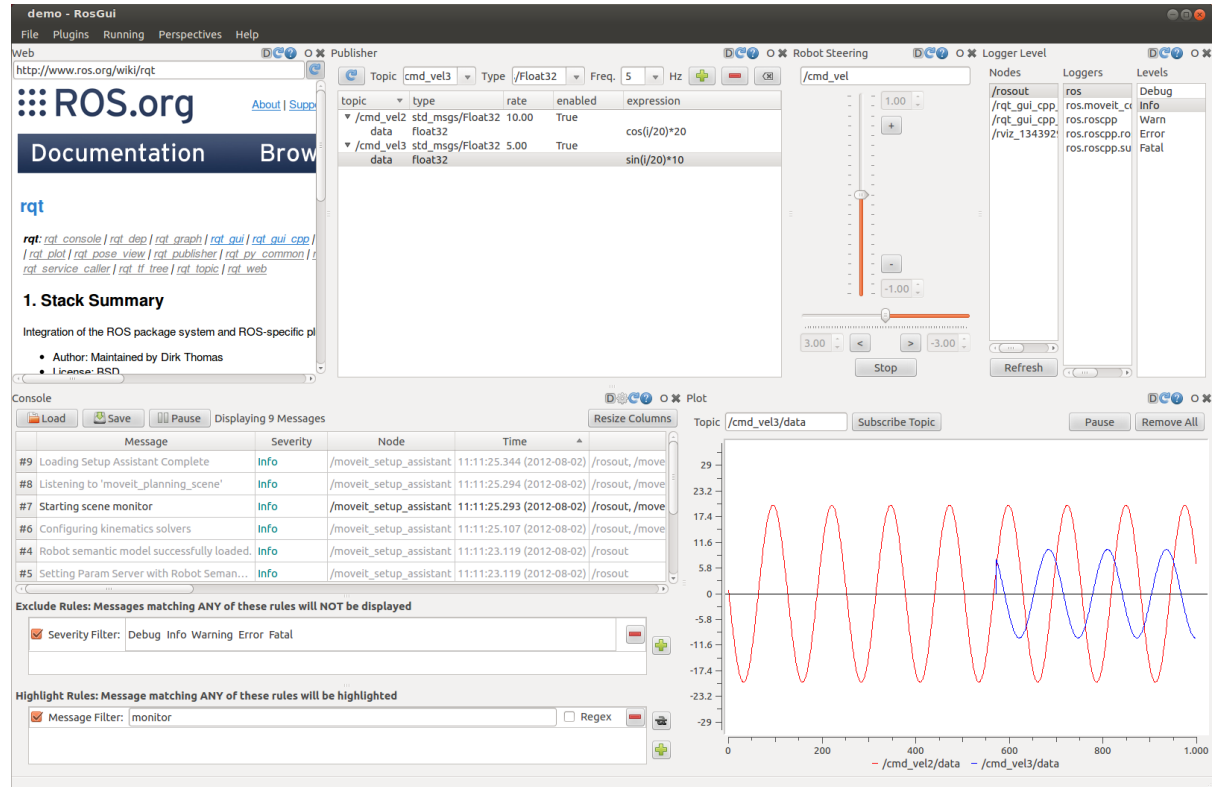 demo - RosGui
File Plugins Running Perspectives Help
Web
http://www.ros.org/wiki/rqt
ROS.org
About | Suppo
Documentation Brow
rqt
rqt: rqt_console | rqt_dep | rqt_graph | rqt_gui | rqt_gui_cpp |
| rqt_plot | rqt_pose_view | rqt_publisher | rqt_py_common | r
rqt_service_caller | rqt_tf_tree | rqt_topic | rqt_web
1. Stack Summary
Integration of the ROS package system and ROS-specific pl
Author: Maintained by Dirk Thomas
License: BSD
Publisher
Topic cmd_vel3 Type /Float32 Freq. 5 Hz
topic type rate enabled expression
/cmd_vel2 std_msgs/Float32 10.00 True
data float32 cos(i/20)*20
/cmd_vel3 std_msgs/Float32 5.00 True
data float32 sin(i/20)*10
Robot Steering
/cmd_vel
1.00
+
-
-1.00
3.00 < > -3.00
Stop
Logger Level
Nodes Loggers Levels
/rosout ros Debug
/rqt_gui_cpp_ ros.moveit_co Info
/rqt_gui_cpp_ ros.roscpp Warn
/rviz_1343929 ros.roscpp.ro Error
ros.roscpp.su Fatal
Refresh
Console
Load Save Pause Displaying 9 Messages Resize Columns
Message Severity Node Time
#9 Loading Setup Assistant Complete Info /moveit_setup_assistant 11:11:25.344 (2012-08-02) /rosout, /move
#8 Listening to 'moveit_planning_scene' Info /moveit_setup_assistant 11:11:25.294 (2012-08-02) /rosout, /move
#7 Starting scene monitor Info /moveit_setup_assistant 11:11:25.293 (2012-08-02) /rosout, /move
#6 Configuring kinematics solvers Info /moveit_setup_assistant 11:11:25.107 (2012-08-02) /rosout, /move
#4 Robot semantic model successfully loaded. Info /moveit_setup_assistant 11:11:23.119 (2012-08-02) /rosout
#5 Setting Param Server with Robot Seman... Info /moveit_setup_assistant 11:11:23.119 (2012-08-02) /rosout
Exclude Rules: Messages matching ANY of these rules will NOT be displayed
Severity Filter: Debug Info Warning Error Fatal
Highlight Rules: Message matching ANY of these rules will be highlighted
Message Filter: monitor Regex
Plot
Topic /cmd_vel3/data Subscribe Topic Pause Remove All
29
23.2
17.4
11.6
5.8
0
-5.8
-11.6
-17.4
-23.2
-29
0 200 400 600 800 1.000
/cmd_vel2/data /cmd_vel3/data